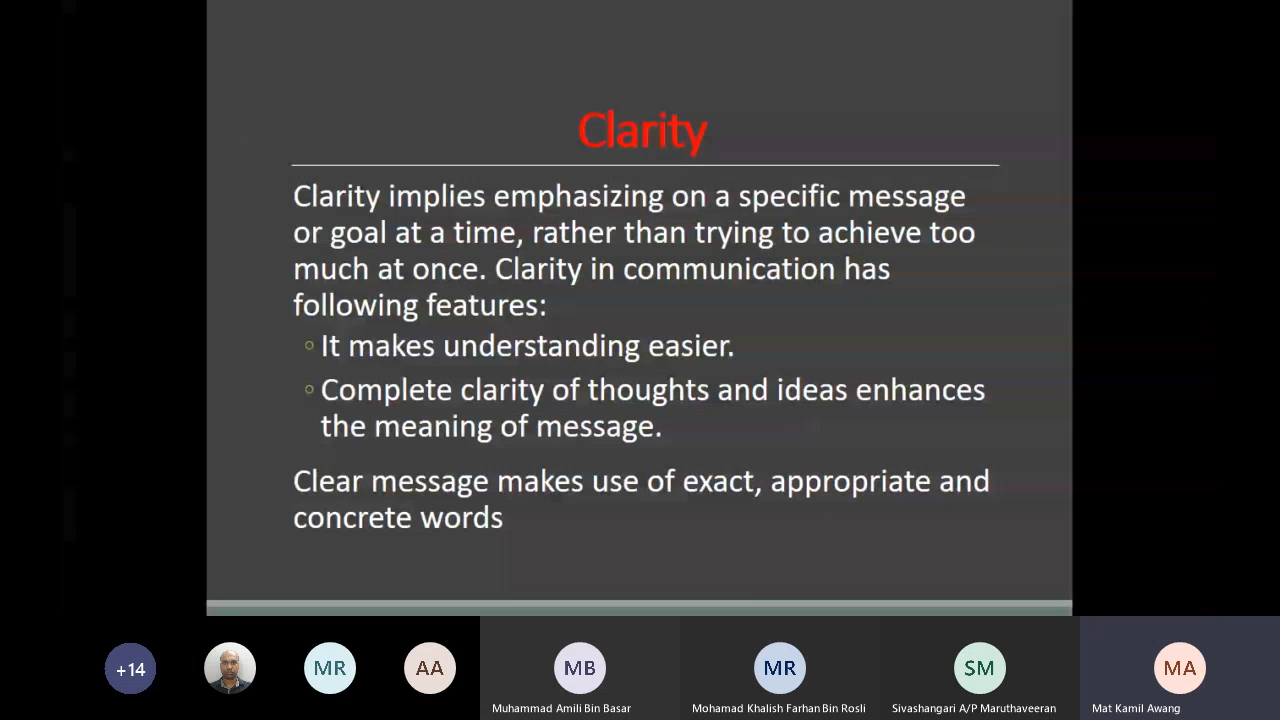 Clarity
Clarity implies emphasizing on a specific message
or goal at a time, rather than trying to achieve too
much at once. Clarity in communication has
following features:
◦ It makes understanding easier.
◦ Complete clarity of thoughts and ideas enhances
the meaning of message.
Clear message makes use of exact, appropriate and
concrete words
+14
MR
AA
MB
MR
SM
MA
Muhammad Amili Bin Basar
Mohamad Khalish Farhan Bin Rosli
Sivashangari A/P Maruthaveeran
Mat Kamil Awang